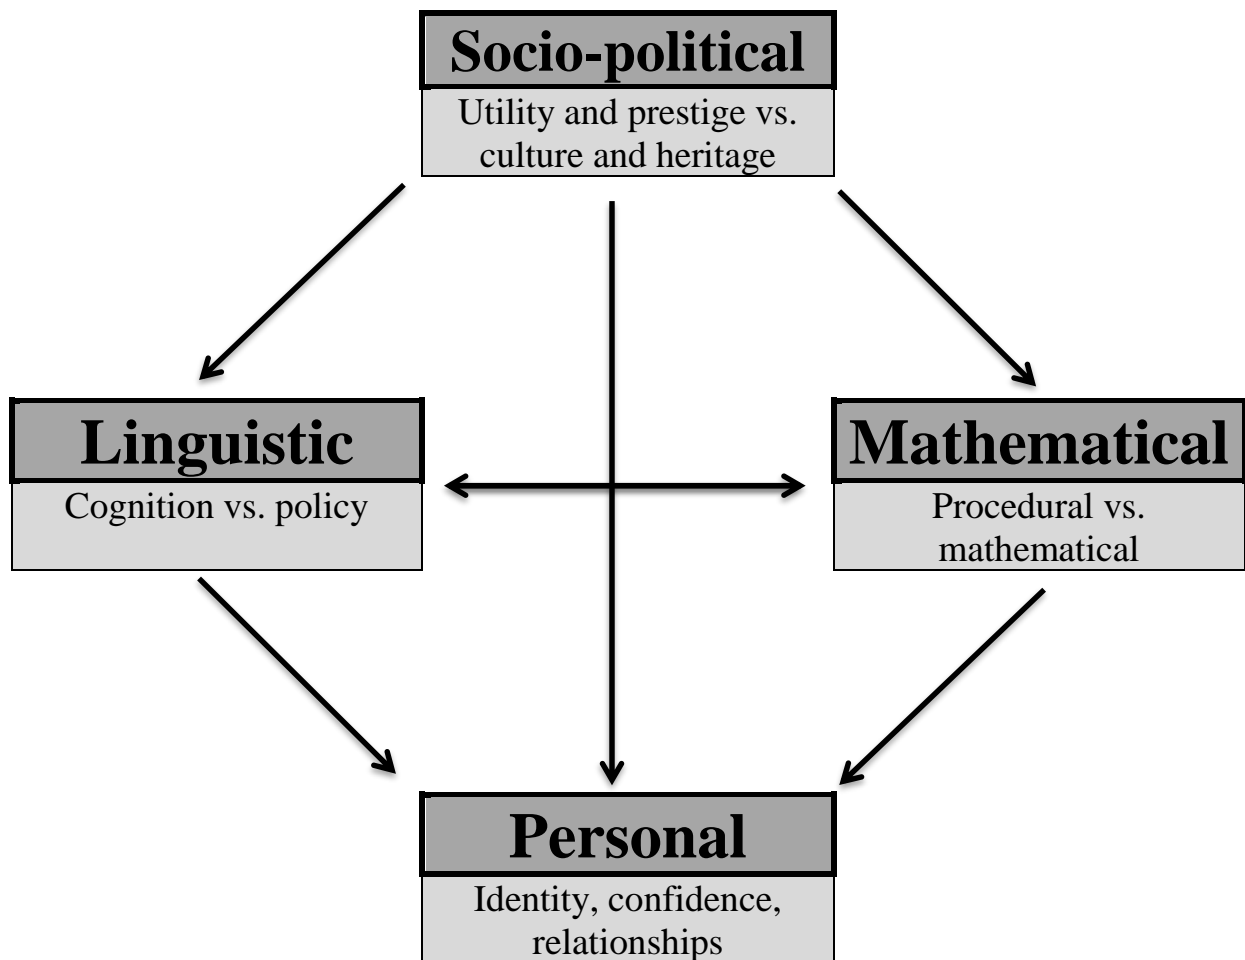 Socio-political
Utility and prestige vs.
culture and heritage
Linguistic
Cognition vs. policy
Mathematical
Procedural vs.
mathematical
Personal
Identity, confidence,
relationships